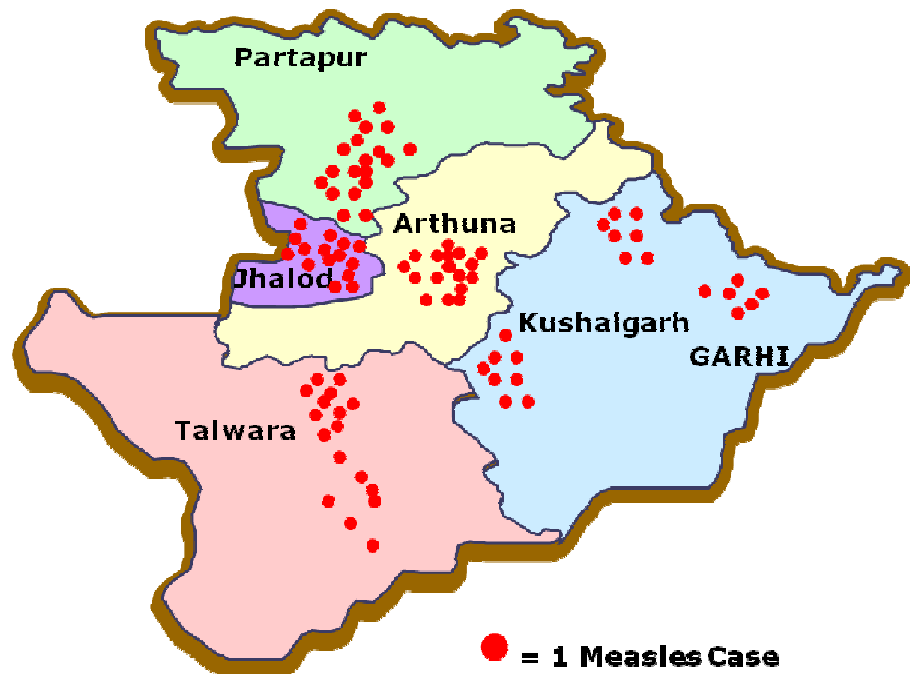 Partapur
Arthuna
Jhalod
Kushalgarh
GARHI
Talwara
= 1 Measles Case